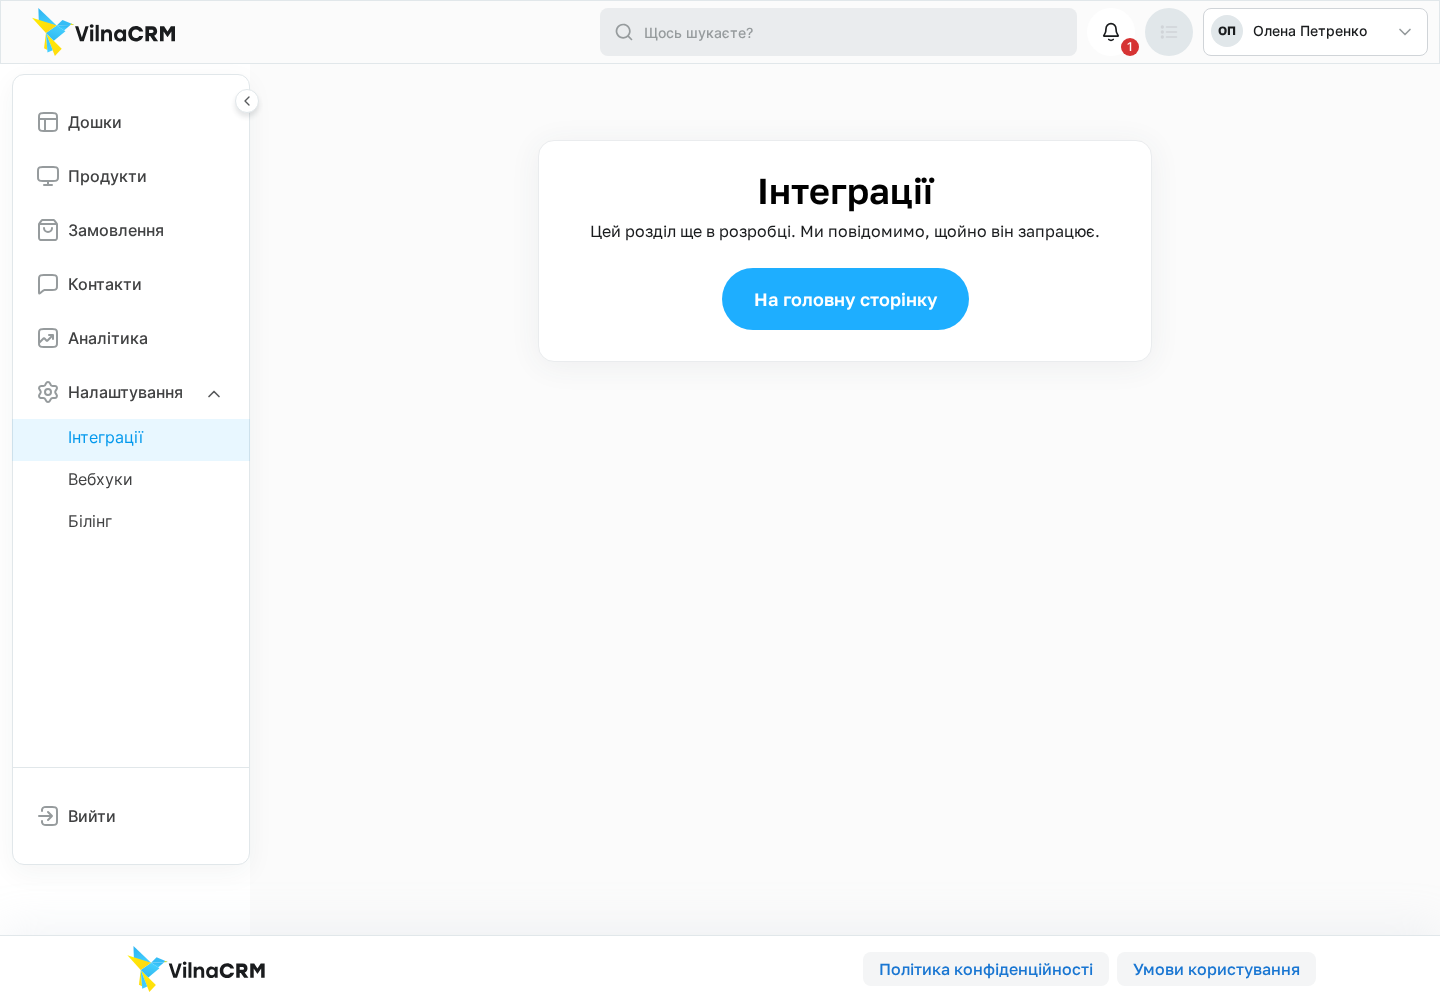 VilnaCRM
Щось шукаєте?
1
ОП
Олена Петренко
Дошки
Продукти
Замовлення
Контакти
Аналітика
Налаштування
Інтеграції
Вебхуки
Білінг
Вийти
Інтеграції
Цей розділ ще в розробці. Ми повідомимо, щойно він запрацює.
На головну сторінку
VilnaCRM
Політика конфіденційності
Умови користування